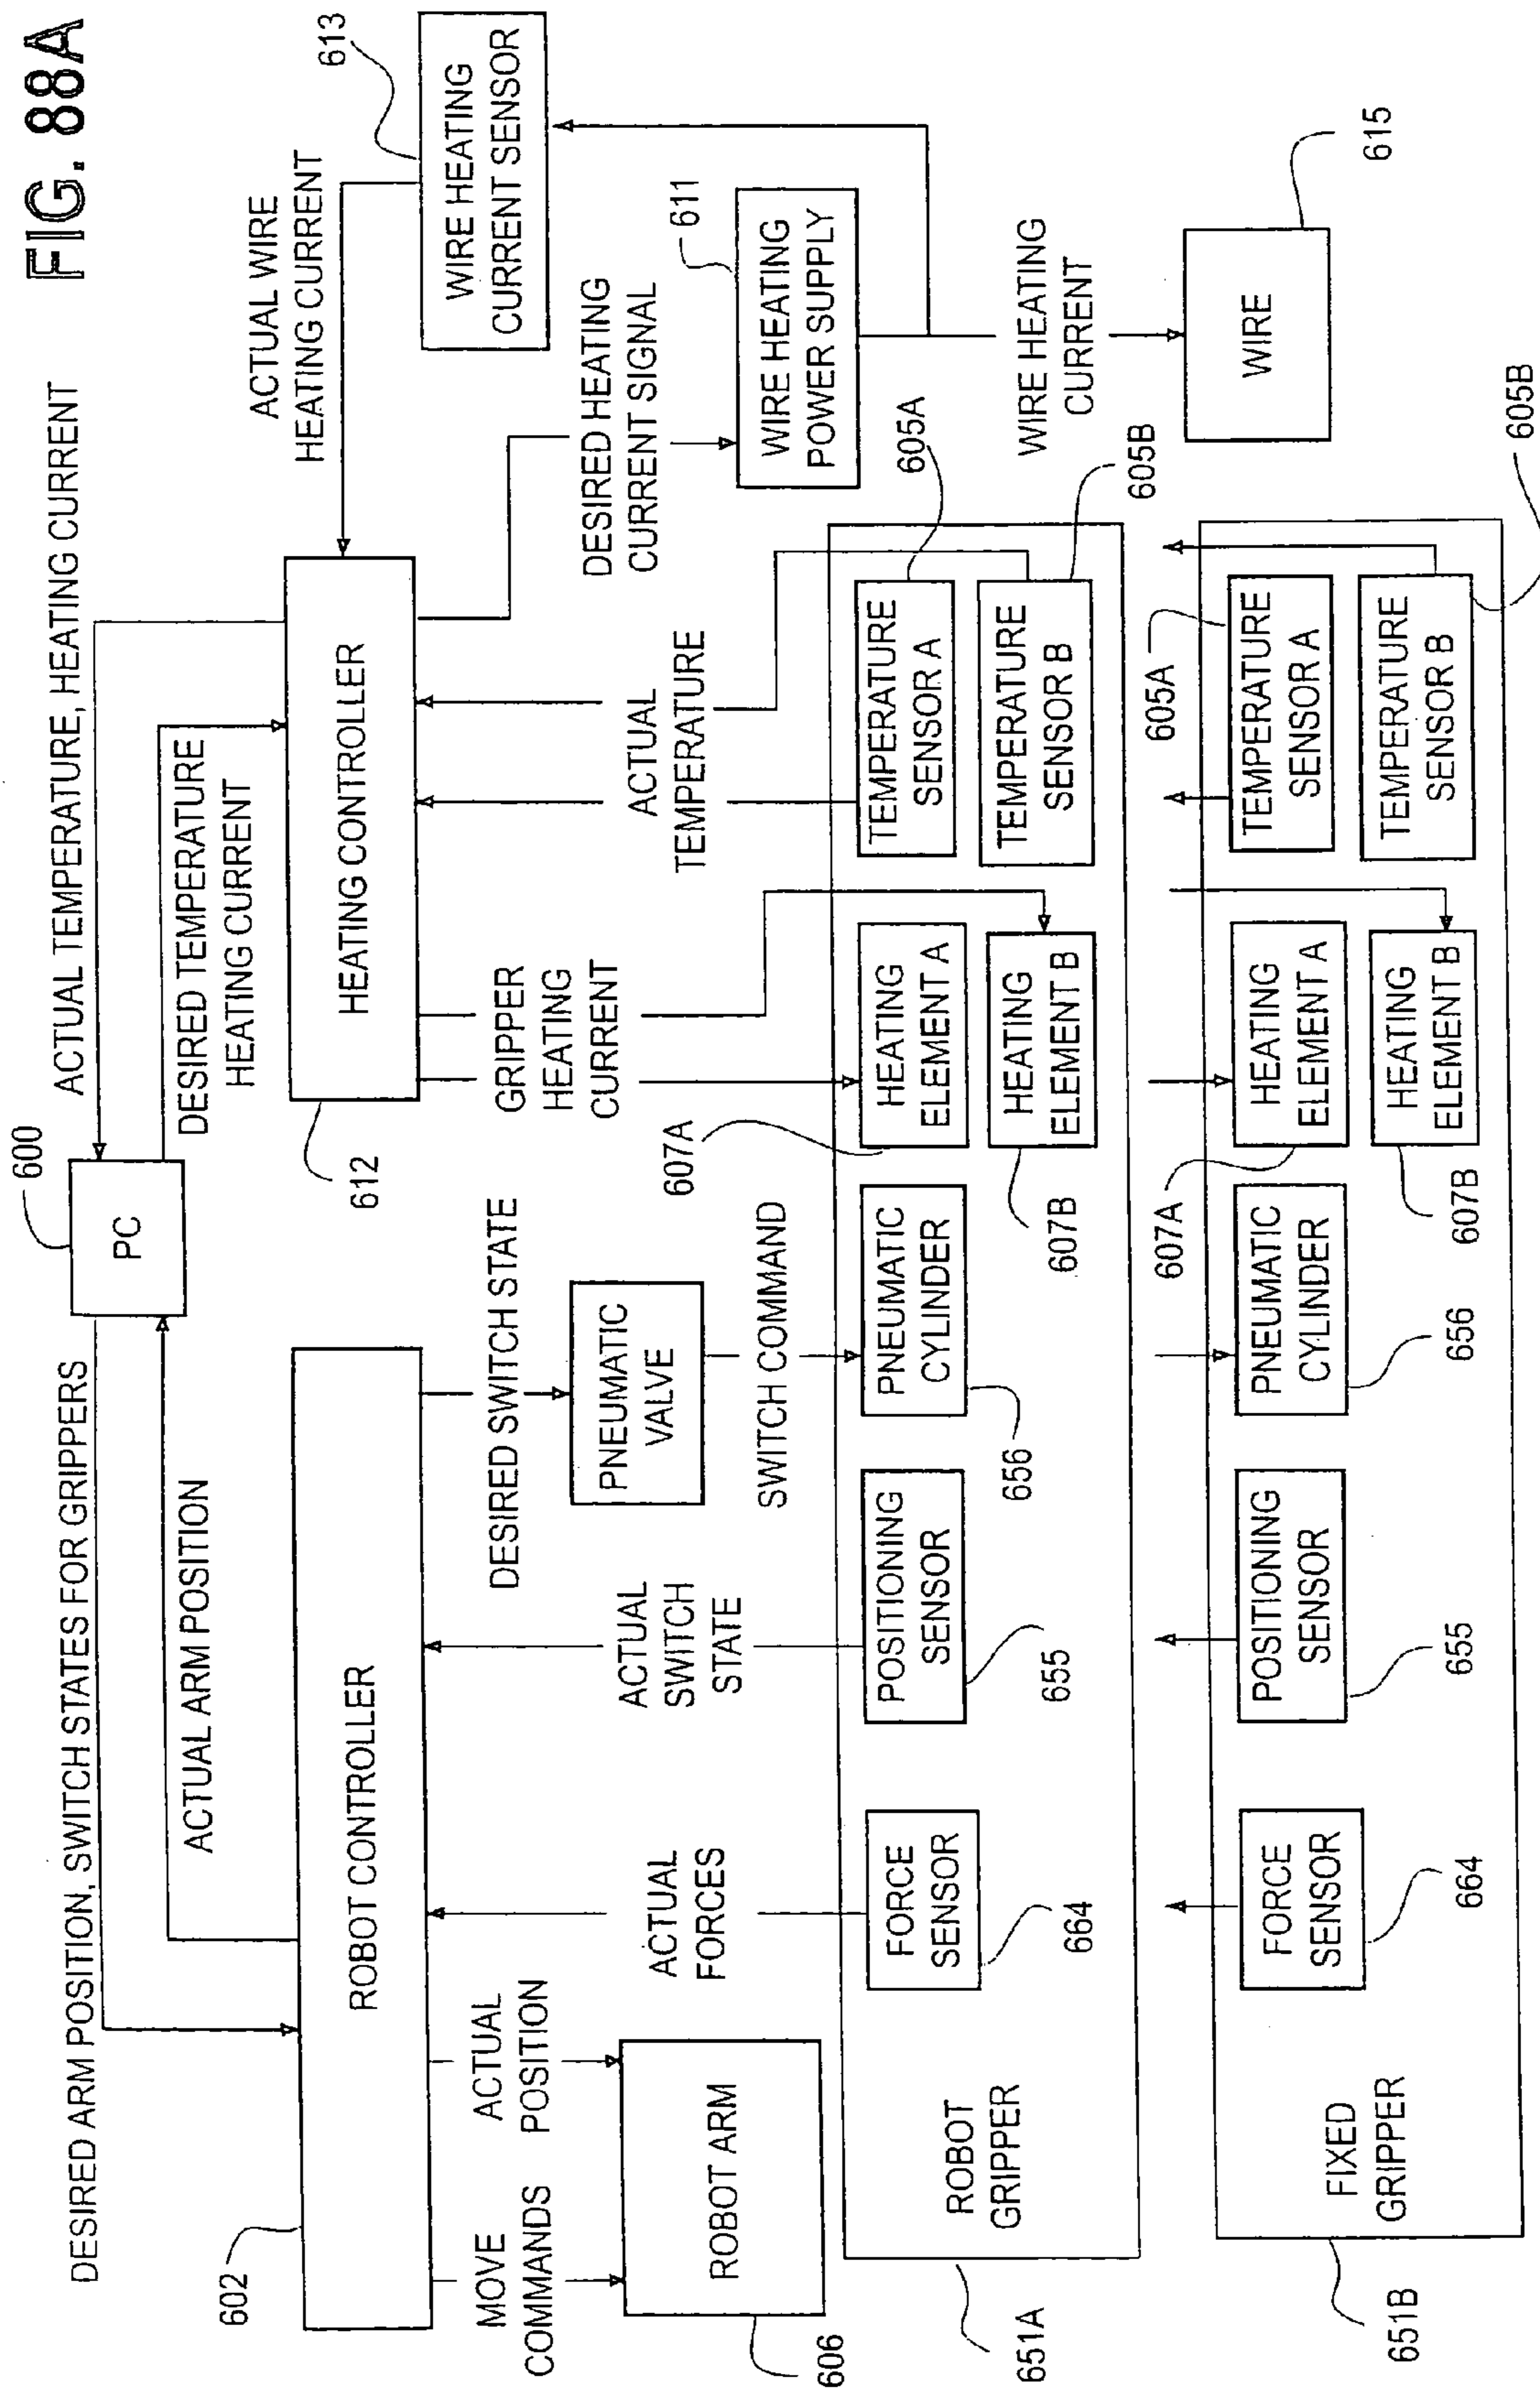 FIG. 88A
ACTUAL TEMPERATURE, HEATING CURRENT
600
PC
DESIRED TEMPERATURE
HEATING CURRENT
DESIRED ARM POSITION, SWITCH STATES FOR GRIPPERS
ACTUAL ARM POSITION
602
ROBOT CONTROLLER
612
HEATING CONTROLLER
ACTUAL WIRE
HEATING CURRENT
613
WIRE HEATING
CURRENT SENSOR
MOVE
COMMANDS
ACTUAL
POSITION
ACTUAL
FORCES
ACTUAL
SWITCH
STATE
DESIRED SWITCH STATE
PNEUMATIC
VALVE
SWITCH COMMAND
GRIPPER
HEATING
CURRENT
ACTUAL
TEMPERATURE
DESIRED HEATING
CURRENT SIGNAL
611
WIRE HEATING
POWER SUPPLY
606
ROBOT ARM
651A
ROBOT
GRIPPER
FORCE
SENSOR
664
POSITIONING
SENSOR
655
PNEUMATIC
CYLINDER
656
607A
HEATING
ELEMENT A
HEATING
ELEMENT B
607B
TEMPERATURE
SENSOR A
605A
TEMPERATURE
SENSOR B
605B
WIRE HEATING
CURRENT
WIRE
615
651B
FIXED
GRIPPER
FORCE
SENSOR
664
POSITIONING
SENSOR
655
PNEUMATIC
CYLINDER
656
607A
HEATING
ELEMENT A
HEATING
ELEMENT B
607B
605A
TEMPERATURE
SENSOR A
TEMPERATURE
SENSOR B
605B